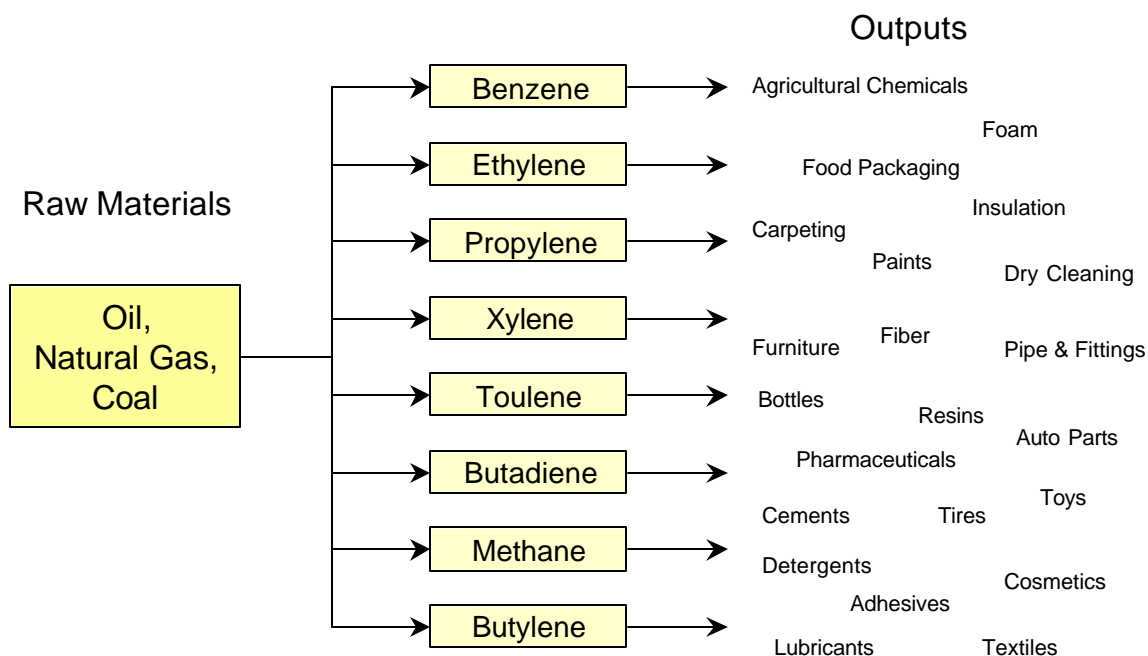 Outputs
Raw Materials
Oil,
Natural Gas,
Coal
Benzene
Ethylene
Propylene
Xylene
Toulene
Butadiene
Methane
Butylene
Agricultural Chemicals
Foam
Food Packaging
Insulation
Carpeting
Paints
Dry Cleaning
Fiber
Furniture
Pipe & Fittings
Bottles
Resins
Auto Parts
Pharmaceuticals
Toys
Cements
Tires
Detergents
Cosmetics
Adhesives
Lubricants
Textiles